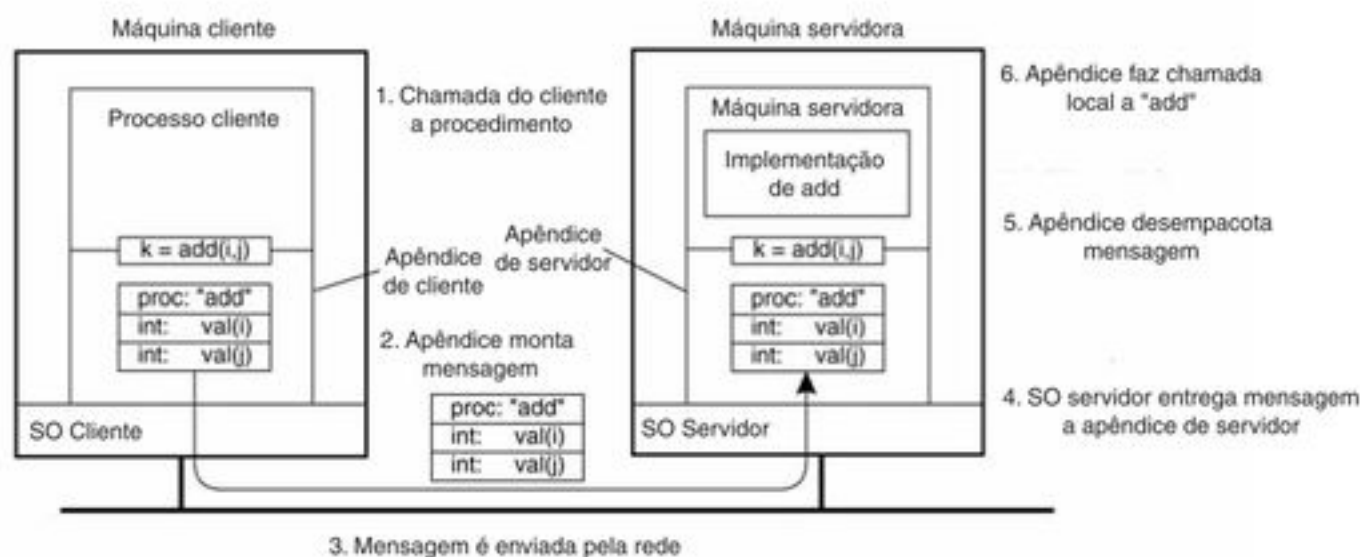 Máquina cliente
Processo cliente
k = add(i,j)
proc: "add"
int: val(i)
int: val(j)
SO Cliente
1. Chamada do cliente
a procedimento
Apêndice
de cliente
2. Apêndice monta
mensagem
proc: "add"
int: val(i)
int: val(j)
3. Mensagem é enviada pela rede
Máquina servidora
Máquina servidora
Implementação
de add
Apêndice
de servidor
k = add(i,j)
proc: "add"
int: val(i)
int: val(j)
SO Servidor
6. Apêndice faz chamada
local a "add"
5. Apêndice desempacota
mensagem
4. SO servidor entrega mensagem
a apêndice de servidor